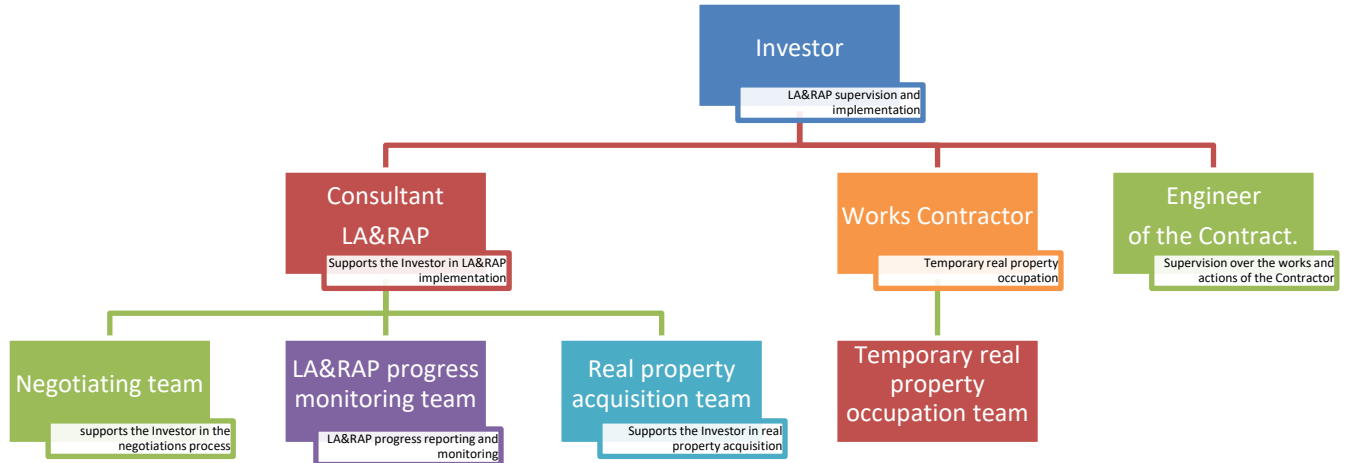 Investor
LA&RAP supervision and
implementation
Consultant
LA&RAP
Supports the Investor in LA&RAP
implementation
Works Contractor
Temporary real property
occupation
Engineer
of the Contract.
Supervision over the works and
actions of the Contractor
Negotiating team
supports the Investor in the
negotiations process
LA&RAP progress
monitoring team
LA&RAP progress reporting and
monitoring
Real property
acquisition team
Supports the Investor in real
property acquisition
Temporary real
property
occupation team